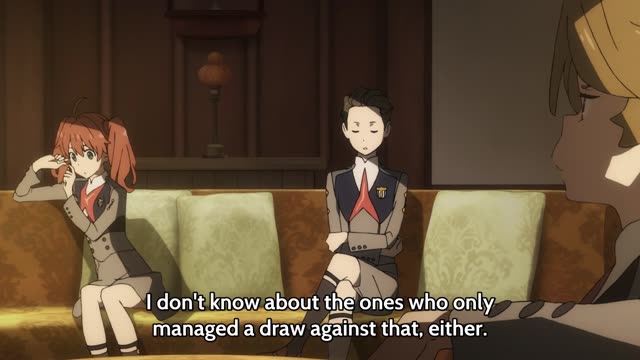 I don't know about the ones who only
managed a draw against that, either.